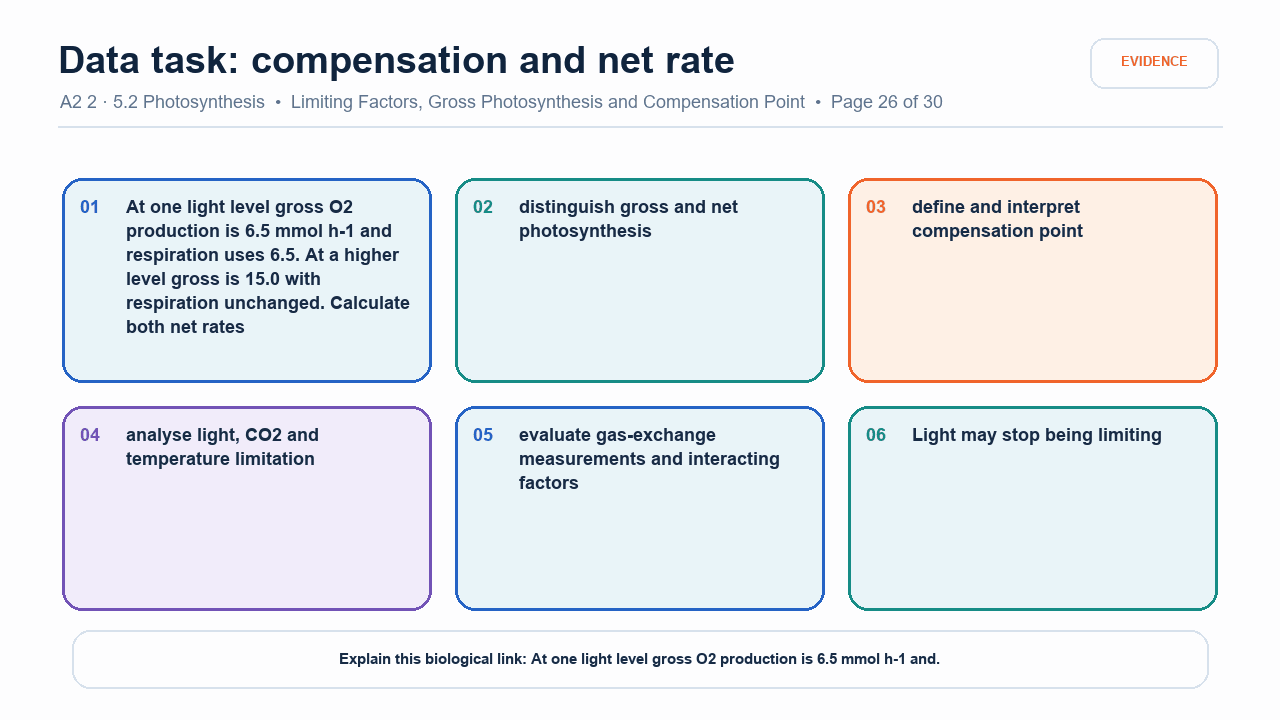 Data task: compensation and net rate
EVIDENCE
A2 2 · 5.2 Photosynthesis • Limiting Factors, Gross Photosynthesis and Compensation Point • Page 26 of 30
01
At one light level gross O2
production is 6.5 mmol h-1 and
respiration uses 6.5. At a higher
level gross is 15.0 with
respiration unchanged. Calculate
both net rates
02
distinguish gross and net
photosynthesis
03
define and interpret
compensation point
04
analyse light, CO2 and
temperature limitation
05
evaluate gas-exchange
measurements and interacting
factors
06
Light may stop being limiting
Explain this biological link: At one light level gross O2 production is 6.5 mmol h-1 and.